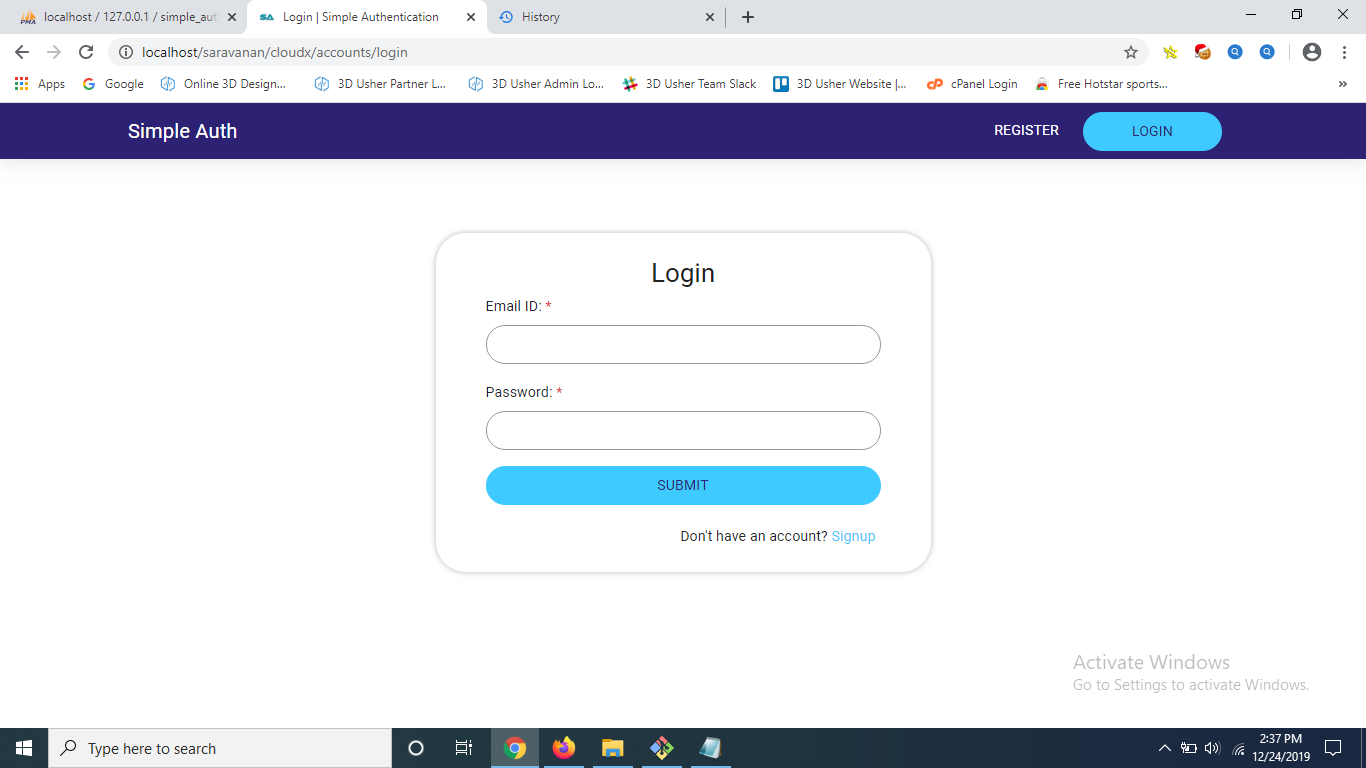 PMA localhost / 127.0.0.1 / simple_aut SA Login | Simple Authentication History
localhost/saravanan/cloudx/accounts/login
Apps Google Online 3D Design... 3D Usher Partner L... 3D Usher Admin Lo... 3D Usher Team Slack 3D Usher Website |... cP cPanel Login Free Hotstar sports...
Simple Auth REGISTER LOGIN
Login
Email ID: *
Password: *
SUBMIT
Don't have an account? Signup
Activate Windows
Go to Settings to activate Windows.
Type here to search
2:37 PM
12/24/2019